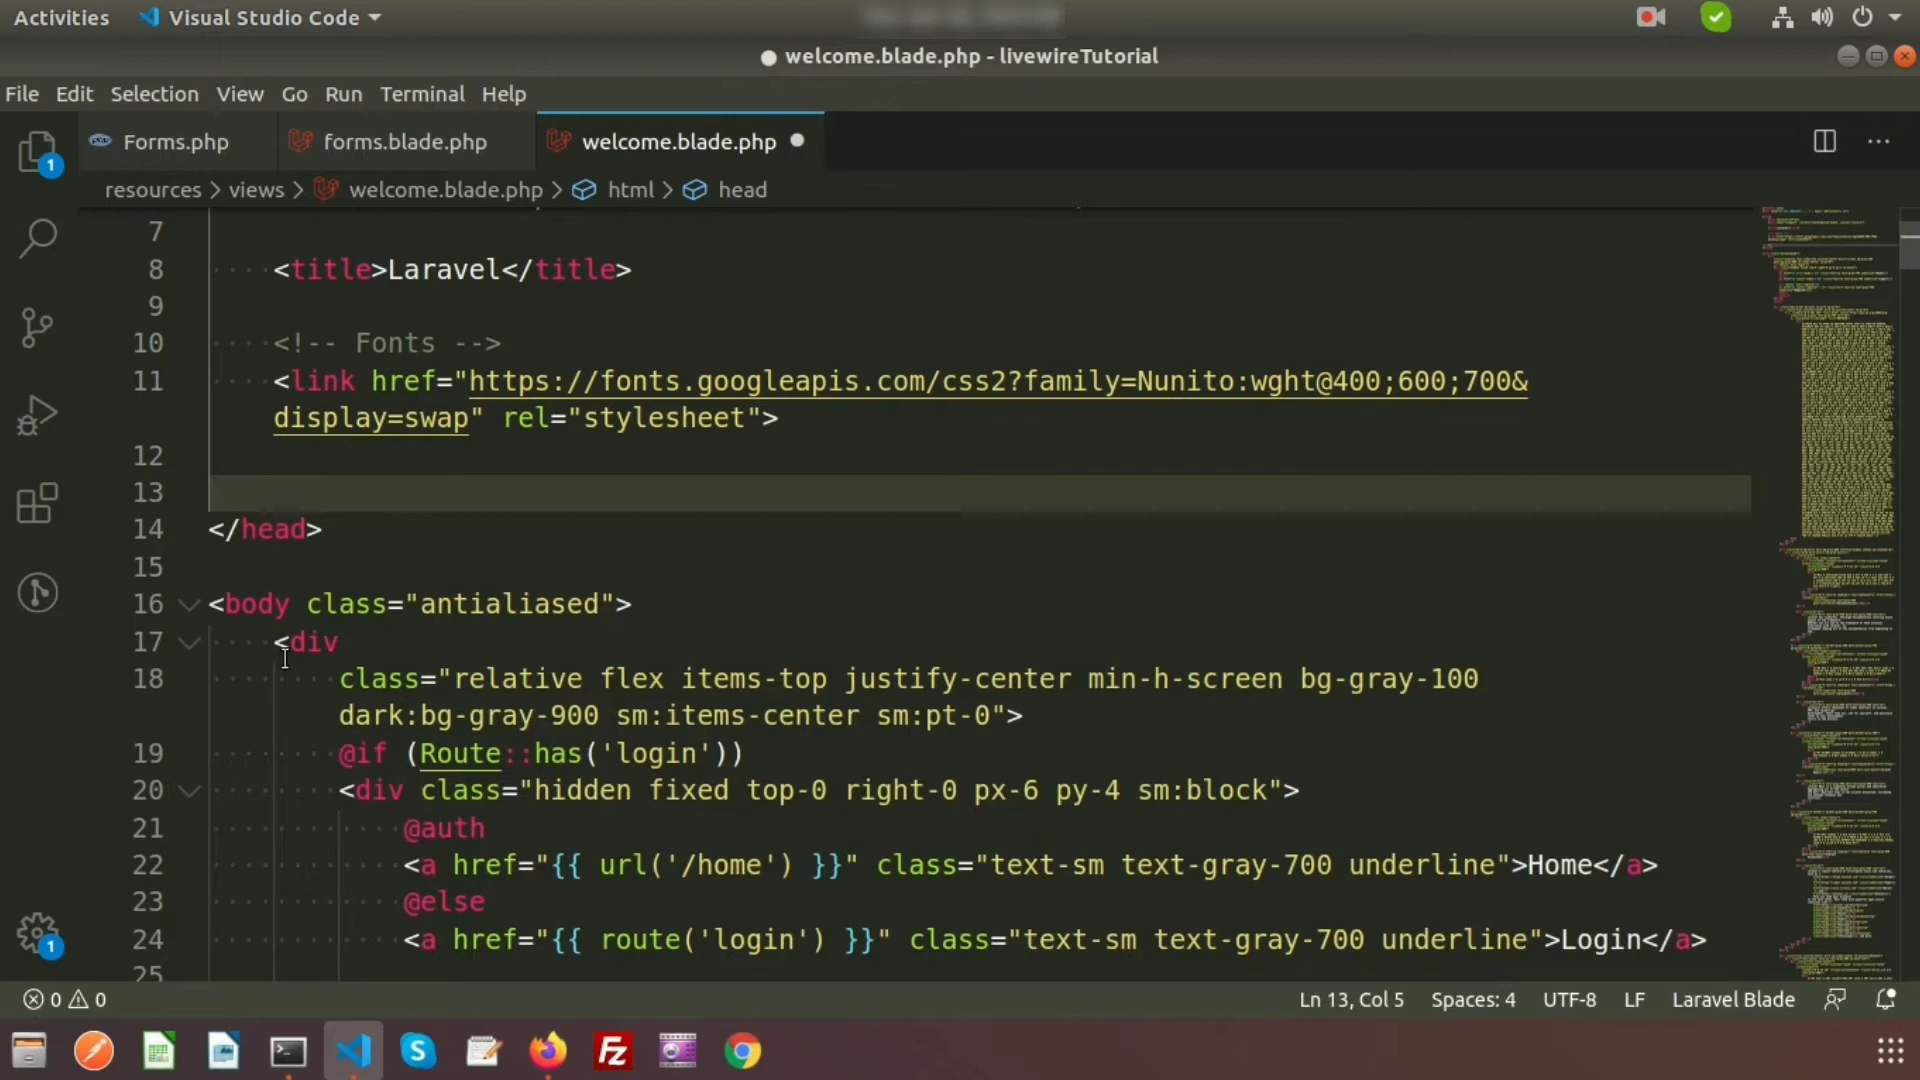 Activities Visual Studio Code
welcome.blade.php - livewireTutorial
File Edit Selection View Go Run Terminal Help
Forms.php forms.blade.php welcome.blade.php
resources > views > welcome.blade.php > html > head
7
8 <title>Laravel</title>
9
10 <!-- Fonts -->
11 <link href="https://fonts.googleapis.com/css2?family=Nunito:wght@400;600;700&
display=swap" rel="stylesheet">
12
13
14 </head>
15
16 <body class="antialiased">
17 <div
18 class="relative flex items-top justify-center min-h-screen bg-gray-100
dark:bg-gray-900 sm:items-center sm:pt-0">
19 @if (Route::has('login'))
20 <div class="hidden fixed top-0 right-0 px-6 py-4 sm:block">
21 @auth
22 <a href="{{ url('/home') }}" class="text-sm text-gray-700 underline">Home</a>
23 @else
24 <a href="{{ route('login') }}" class="text-sm text-gray-700 underline">Login</a>
25
1
1
0 0 Ln 13, Col 5 Spaces: 4 UTF-8 LF Laravel Blade
S Fz